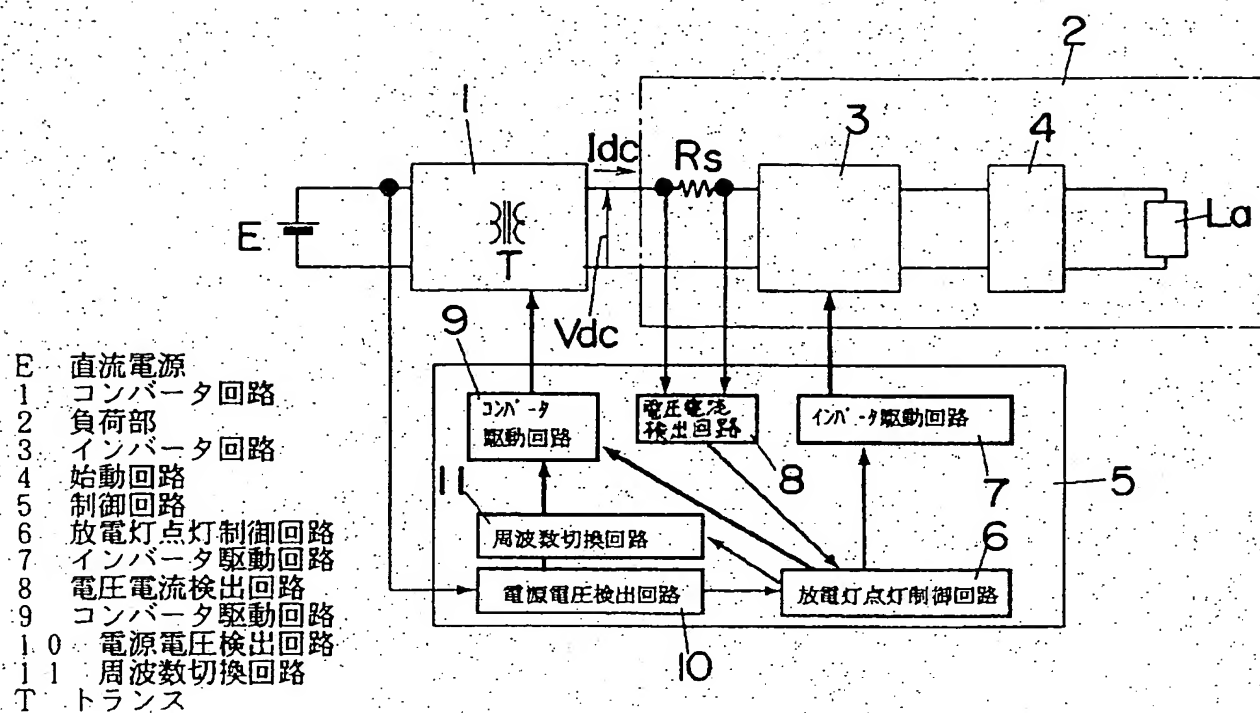 2
1
Idc
Rs
3
4
E
T
La
Vdc
9
コンバータ
駆動回路
電圧電流
検出回路
インバータ駆動回路
8
7
5
11
周波数切換回路
6
電源電圧検出回路
放電灯点灯制御回路
10
E 直流電源
1 コンバータ回路
2 負荷部
3 インバータ回路
4 始動回路
5 制御回路
6 放電灯点灯制御回路
7 インバータ駆動回路
8 電圧電流検出回路
9 コンバータ駆動回路
10 電源電圧検出回路
11 周波数切換回路
T トランス